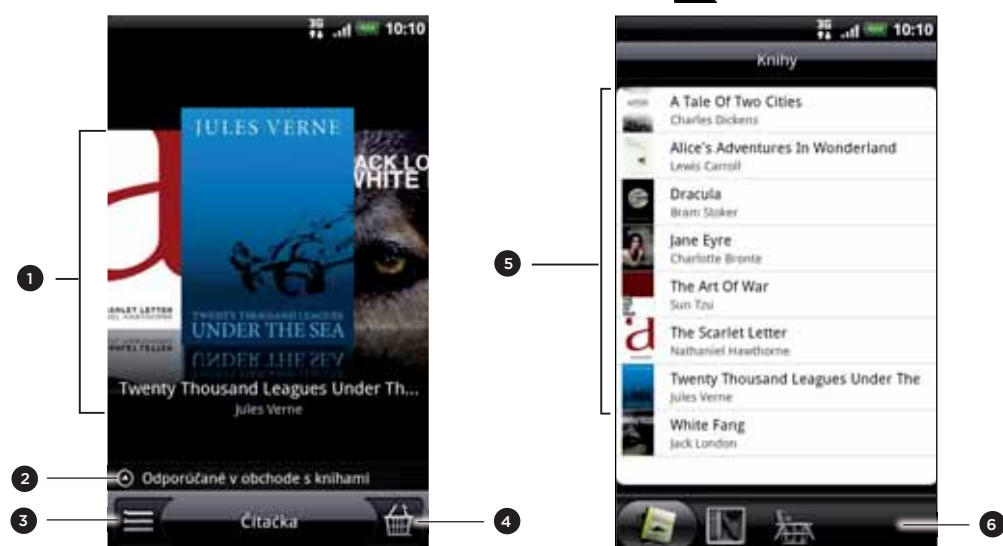 3G 10:10
JULES VERNE
TWENTY THOUSAND LEAGUES
UNDER THE SEA
ACK LO
WHITE
Twenty Thousand Leagues Under Th...
Jules Verne
Odporúčané v obchode s knihami
Čítačka
1
2
3
4
3G 10:10
Knihy
A Tale Of Two Cities
Charles Dickens
Alice's Adventures In Wonderland
Lewis Carroll
Dracula
Bram Stoker
Jane Eyre
Charlotte Bronte
The Art Of War
Sun Tzu
The Scarlet Letter
Nathaniel Hawthorne
Twenty Thousand Leagues Under The
Jules Verne
White Fang
Jack London
5
6